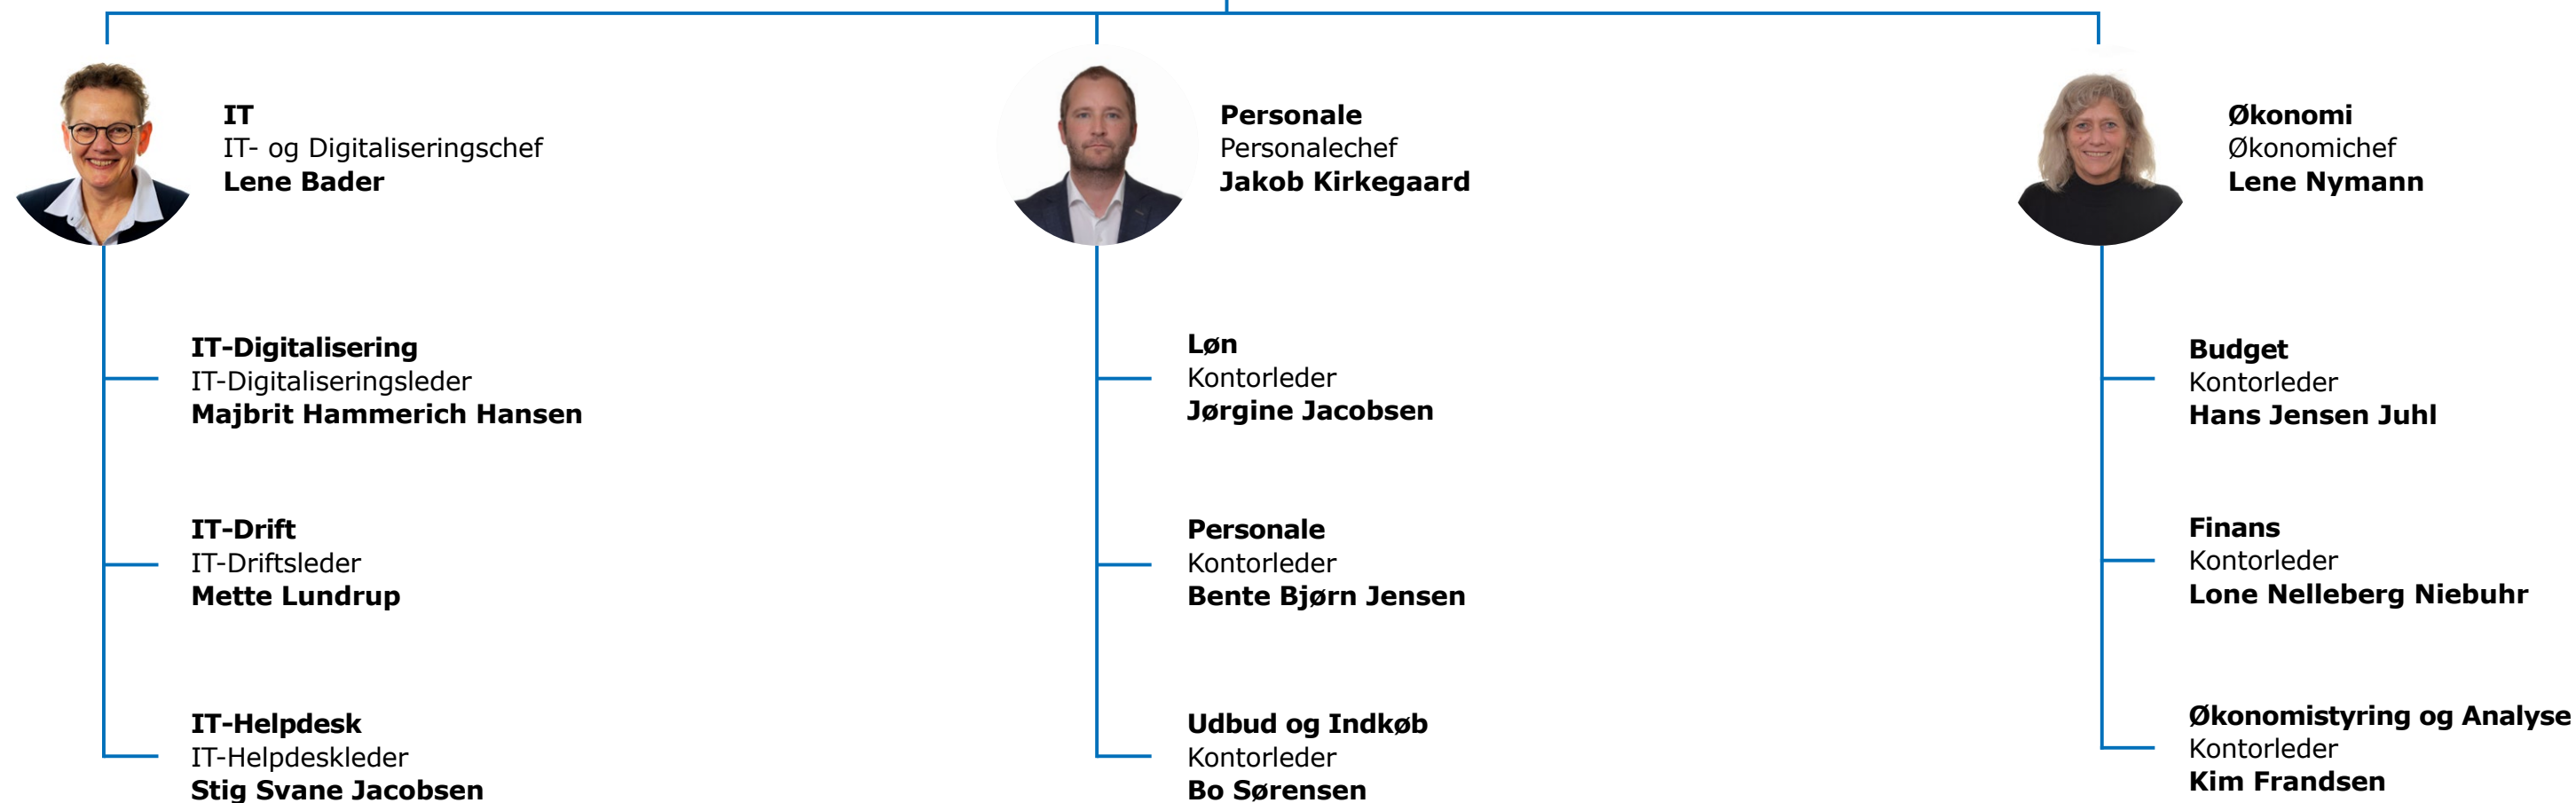 IT
IT- og Digitaliseringschef
Lene Bader
Personale
Personalechef
Jakob Kirkegaard
Økonomi
Økonomichef
Lene Nymann
IT-Digitalisering
IT-Digitaliseringsleder
Majbrit Hammerich Hansen
Løn
Kontorleder
Jørgine Jacobsen
Budget
Kontorleder
Hans Jensen Juhl
IT-Drift
IT-Driftsleder
Mette Lundrup
Personale
Kontorleder
Bente Bjørn Jensen
Finans
Kontorleder
Lone Nelleberg Niebuhr
IT-Helpdesk
IT-Helpdeskleder
Stig Svane Jacobsen
Udbud og Indkøb
Kontorleder
Bo Sørensen
Økonomistyring og Analyse
Kontorleder
Kim Frandsen